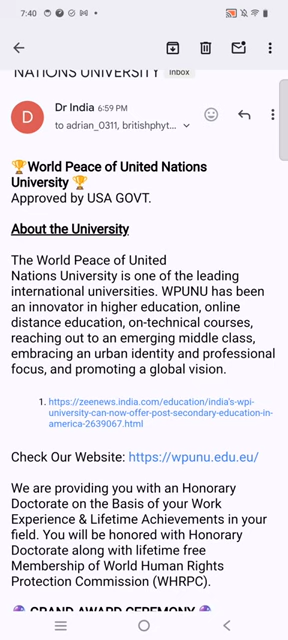 7:40
NATIONS UNIVERSITY Inbox
D
Dr India 6:59 PM
to adrian_0311, britishphyt...
🏆World Peace of United Nations
University 🏆
Approved by USA GOVT.
About the University
The World Peace of United
Nations University is one of the leading
international universities. WPUNU has been
an innovator in higher education, online
distance education, on-technical courses,
reaching out to an emerging middle class,
embracing an urban identity and professional
focus, and promoting a global vision.
1. https://zeenews.india.com/education/india's-wpi-
university-can-now-offer-post-secondary-education-in-
america-2639067.html
Check Our Website: https://wpunu.edu.eu/
We are providing you with an Honorary
Doctorate on the Basis of your Work
Experience & Lifetime Achievements in your
field. You will be honored with Honorary
Doctorate along with lifetime free
Membership of World Human Rights
Protection Commission (WHRPC).
🔮 GRAND AWARD CEREMONY 🔮